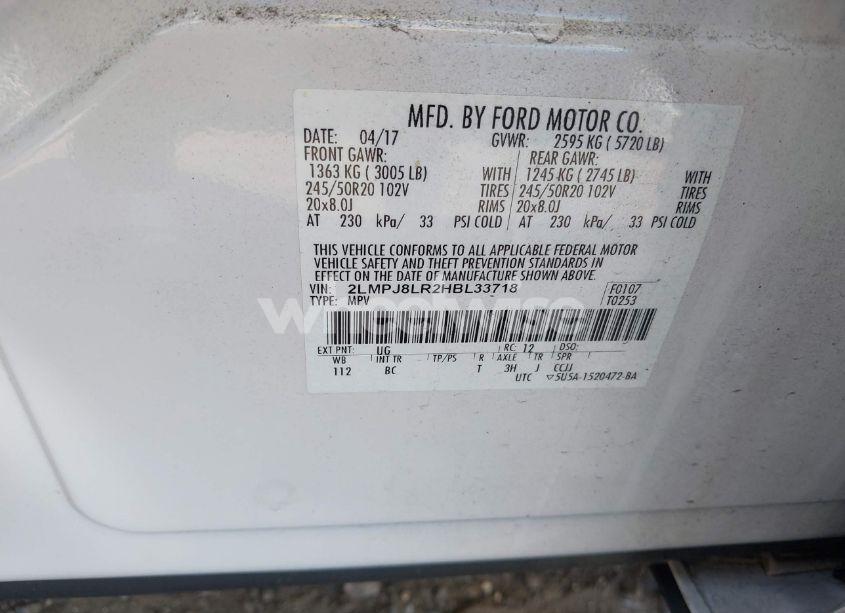 MFD. BY FORD MOTOR CO.
DATE: 04/17 GVWR: 2595 KG ( 5720 LB)
FRONT GAWR: REAR GAWR:
1363 KG ( 3005 LB) WITH 1245 KG ( 2745 LB) WITH
245/50R20 102V TIRES 245/50R20 102V TIRES
20x8.0J RIMS 20x8.0J RIMS
AT 230 kPa/ 33 PSI COLD AT 230 kPa/ 33 PSI COLD
THIS VEHICLE CONFORMS TO ALL APPLICABLE FEDERAL MOTOR
VEHICLE SAFETY AND THEFT PREVENTION STANDARDS IN
EFFECT ON THE DATE OF MANUFACTURE SHOWN ABOVE.
VIN: 2LMPJ8LR2HBL33718 F0107
TYPE: MPV T0253
EXT PNT: UG RC: 12 DSO:
WB INT TR TP/PS R AXLE TR SPR
112 BC T 3H J CCJJ
UTC ▽5U5A-1520472-BA